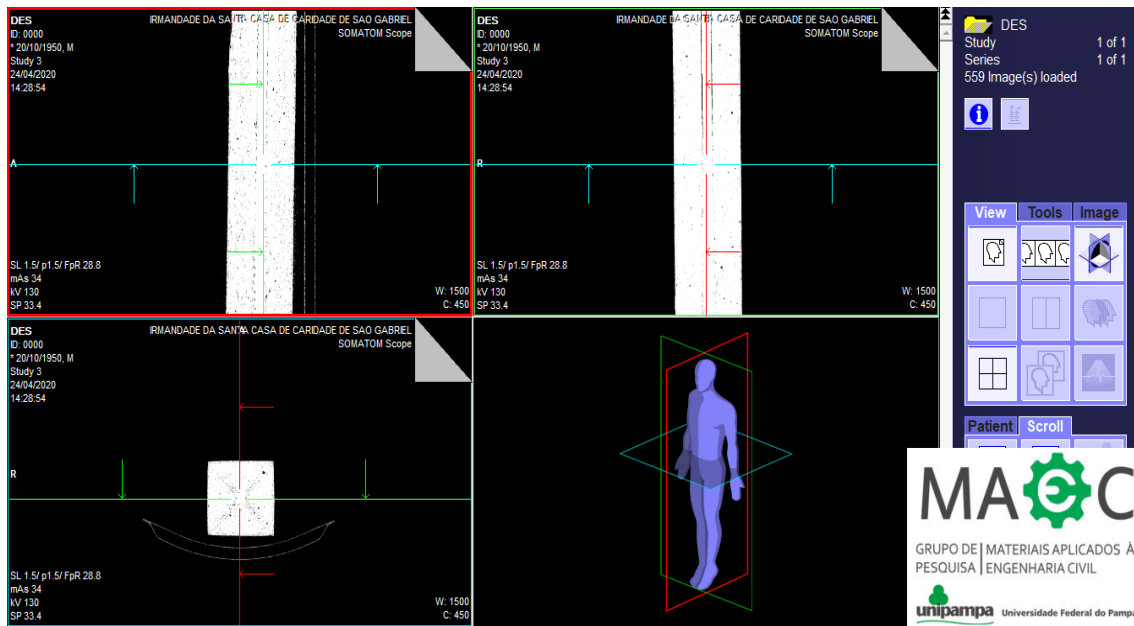 DES
IRMANDADE DA SANTA CASA DE CARIDADE DE SAO GABRIEL
ID: 0000
SOMATOM Scope
* 20/10/1950, M
Study 3
24/04/2020
14:28:54
A
SL 1.5/ p1.5/ FpR 28.8
mAs 34
kV 130
SP 33.4
W: 1500
C: 450
DES
IRMANDADE DA SANTA CASA DE CARIDADE DE SAO GABRIEL
ID: 0000
SOMATOM Scope
* 20/10/1950, M
Study 3
24/04/2020
14:28:54
R
SL 1.5/ p1.5/ FpR 28.8
mAs 34
kV 130
SP 33.4
W: 1500
C: 450
DES
IRMANDADE DA SANTA CASA DE CARIDADE DE SAO GABRIEL
ID: 0000
SOMATOM Scope
* 20/10/1950, M
Study 3
24/04/2020
14:28:54
R
SL 1.5/ p1.5/ FpR 28.8
mAs 34
kV 130
SP 33.4
W: 1500
C: 450
DES
Study 1 of 1
Series 1 of 1
559 Image(s) loaded
View Tools Image
Patient Scroll
MAEC
GRUPO DE MATERIAIS APLICADOS À
PESQUISA ENGENHARIA CIVIL
unipampa Universidade Federal do Pampa